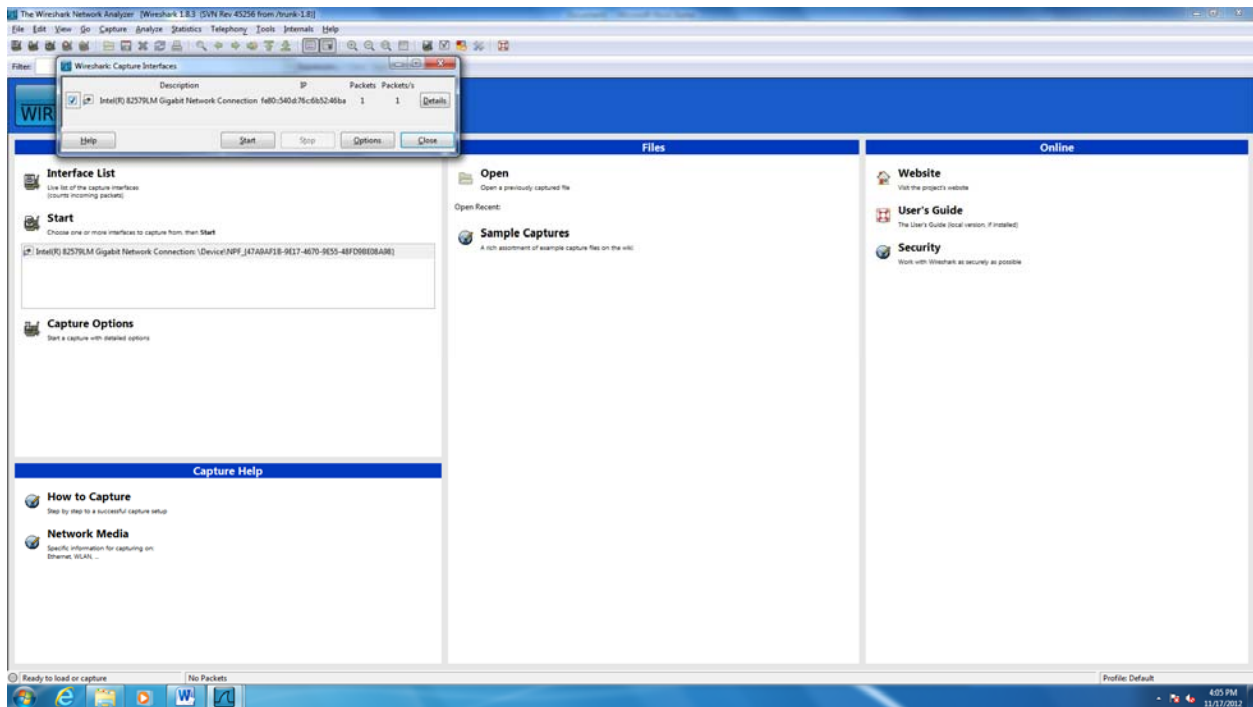 The Wireshark Network Analyzer [Wireshark 1.8.3 (SVN Rev 45256 from /trunk-1.8)]
File Edit View Go Capture Analyze Statistics Telephony Tools Internals Help
Filter:
Wireshark: Capture Interfaces
Description IP Packets Packets/s
Intel(R) 82579LM Gigabit Network Connection fe80::540d:76c:6b52:46ba 1 1 Details
Help Start Stop Options Close
WIR
Interface List
Live list of the capture interfaces
(counts incoming packets)
Start
Choose one or more interfaces to capture from, then Start
Intel(R) 82579LM Gigabit Network Connection:
Capture Options
Start a capture with detailed options
Capture Help
How to Capture
Step by step to a successful capture setup
Network Media
Specific information for capturing on:
Ethernet, WLAN, ...
Files
Open
Open a previously captured file
Open Recent:
Sample Captures
A rich assortment of example capture files on the wiki
Online
Website
Visit the project's website
User's Guide
The User's Guide (local version, if installed)
Security
Work with Wireshark as securely as possible
Ready to load or capture No Packets Profile: Default
4:05 PM
11/17/2012